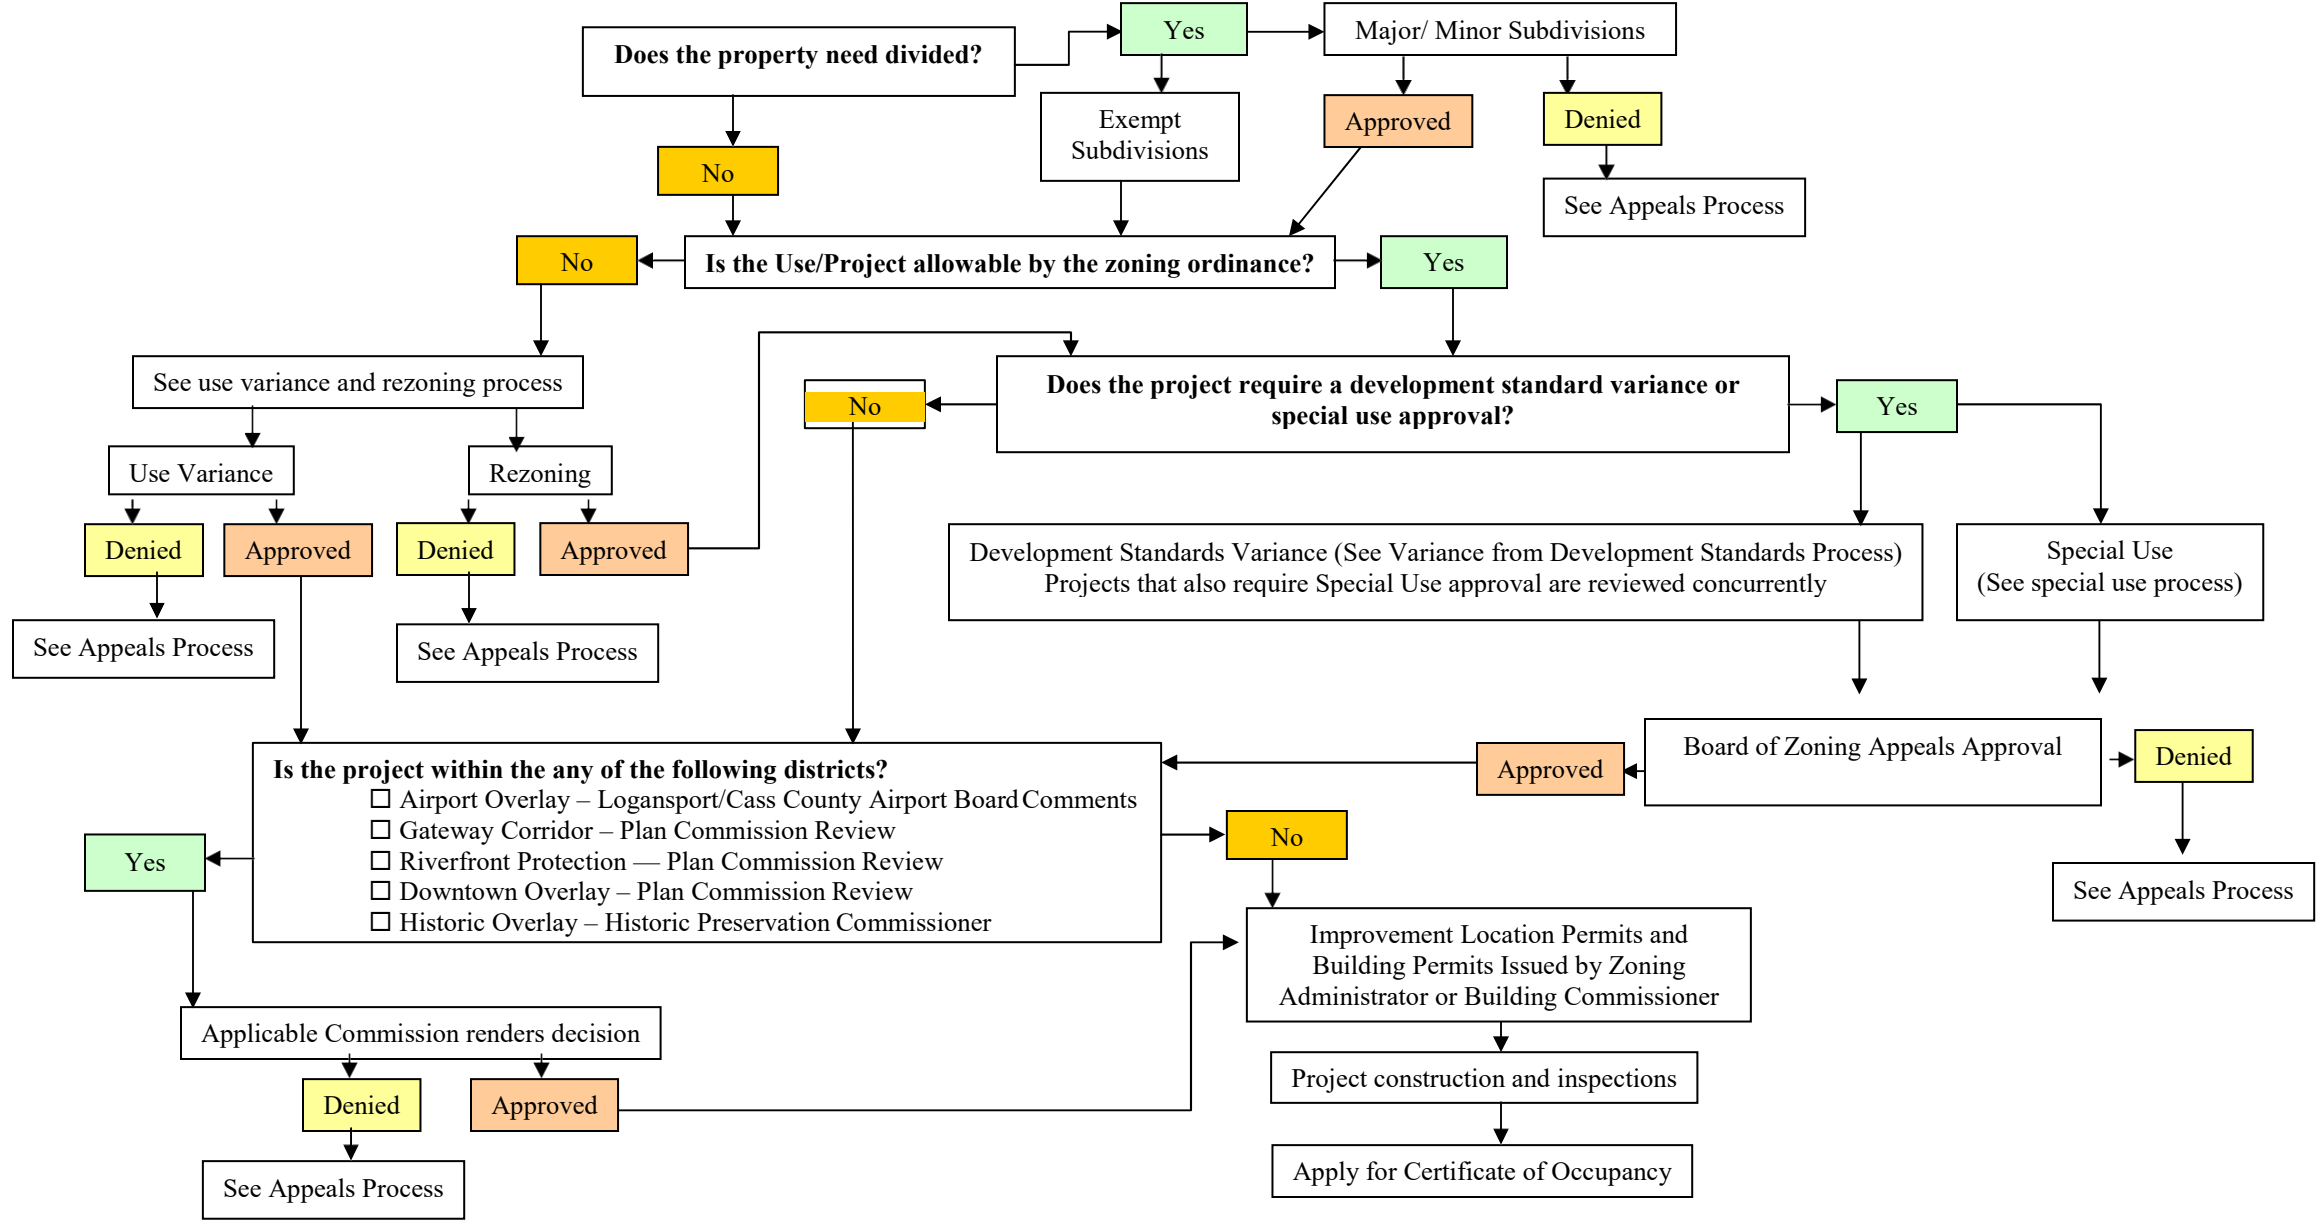 Yes
Major/ Minor Subdivisions
Does the property need divided?
Exempt
Subdivisions
Approved
Denied
No
See Appeals Process
No
Is the Use/Project allowable by the zoning ordinance?
Yes
See use variance and rezoning process
No
Does the project require a development standard variance or
special use approval?
Yes
Use Variance
Rezoning
Denied
Approved
Denied
Approved
Development Standards Variance (See Variance from Development Standards Process)
Projects that also require Special Use approval are reviewed concurrently
Special Use
(See special use process)
See Appeals Process
See Appeals Process
Is the project within the any of the following districts?
☐ Airport Overlay – Logansport/Cass County Airport Board Comments
☐ Gateway Corridor – Plan Commission Review
☐ Riverfront Protection — Plan Commission Review
☐ Downtown Overlay – Plan Commission Review
☐ Historic Overlay – Historic Preservation Commissioner
Approved
Board of Zoning Appeals Approval
Denied
Yes
No
See Appeals Process
Improvement Location Permits and
Building Permits Issued by Zoning
Administrator or Building Commissioner
Applicable Commission renders decision
Denied
Approved
Project construction and inspections
See Appeals Process
Apply for Certificate of Occupancy